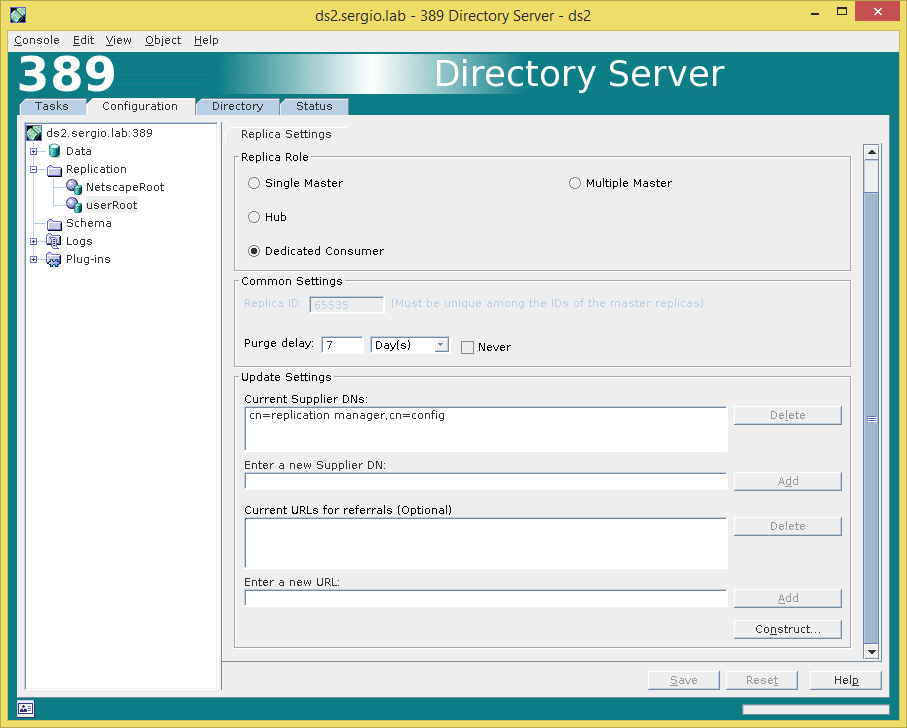 ds2.sergio.lab - 389 Directory Server - ds2
Console Edit View Object Help
389 Directory Server
Tasks Configuration Directory Status
ds2.sergio.lab:389
Data
Replication
NetscapeRoot
userRoot
Schema
Logs
Plug-ins
Replica Settings
Replica Role
Single Master Multiple Master
Hub
Dedicated Consumer
Common Settings
Replica ID: 65535 (Must be unique among the IDs of the master replicas)
Purge delay: 7 Day(s) Never
Update Settings
Current Supplier DNs:
cn=replication manager,cn=config
Delete
Enter a new Supplier DN:
Add
Current URLs for referrals (Optional)
Delete
Enter a new URL:
Add
Construct...
Save Reset Help